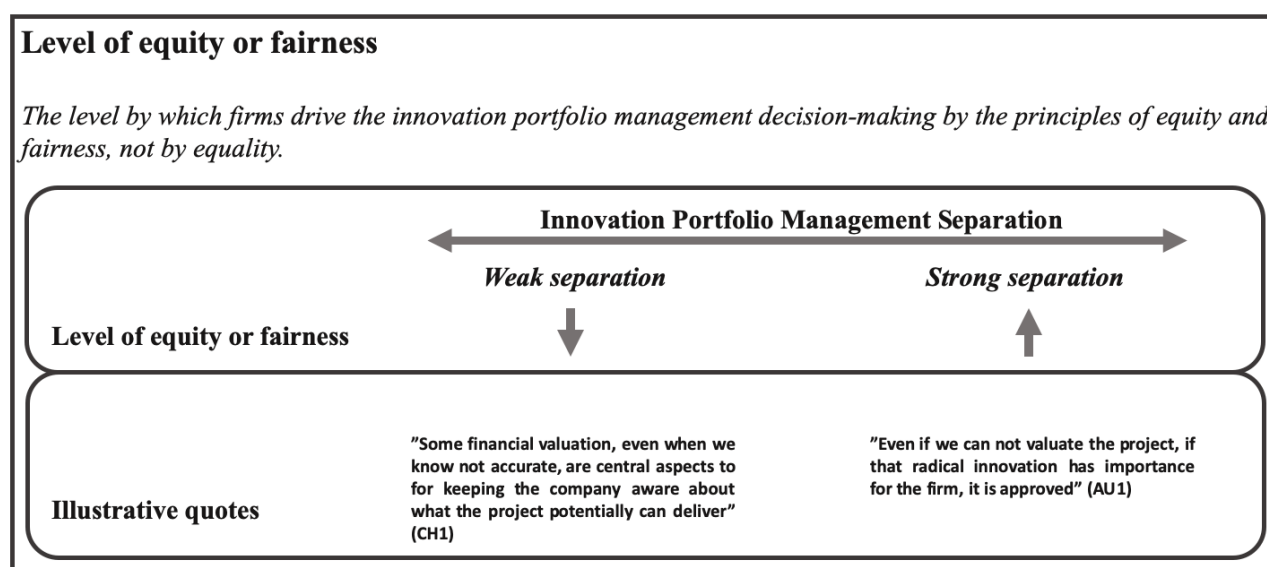 Level of equity or fairness
The level by which firms drive the innovation portfolio management decision-making by the principles of equity and
fairness, not by equality.
Innovation Portfolio Management Separation
Weak separation
Strong separation
Level of equity or fairness
Illustrative quotes
”Some financial valuation, even when we
know not accurate, are central aspects to
for keeping the company aware about
what the project potentially can deliver”
(CH1)
”Even if we can not valuate the project, if
that radical innovation has importance
for the firm, it is approved” (AU1)